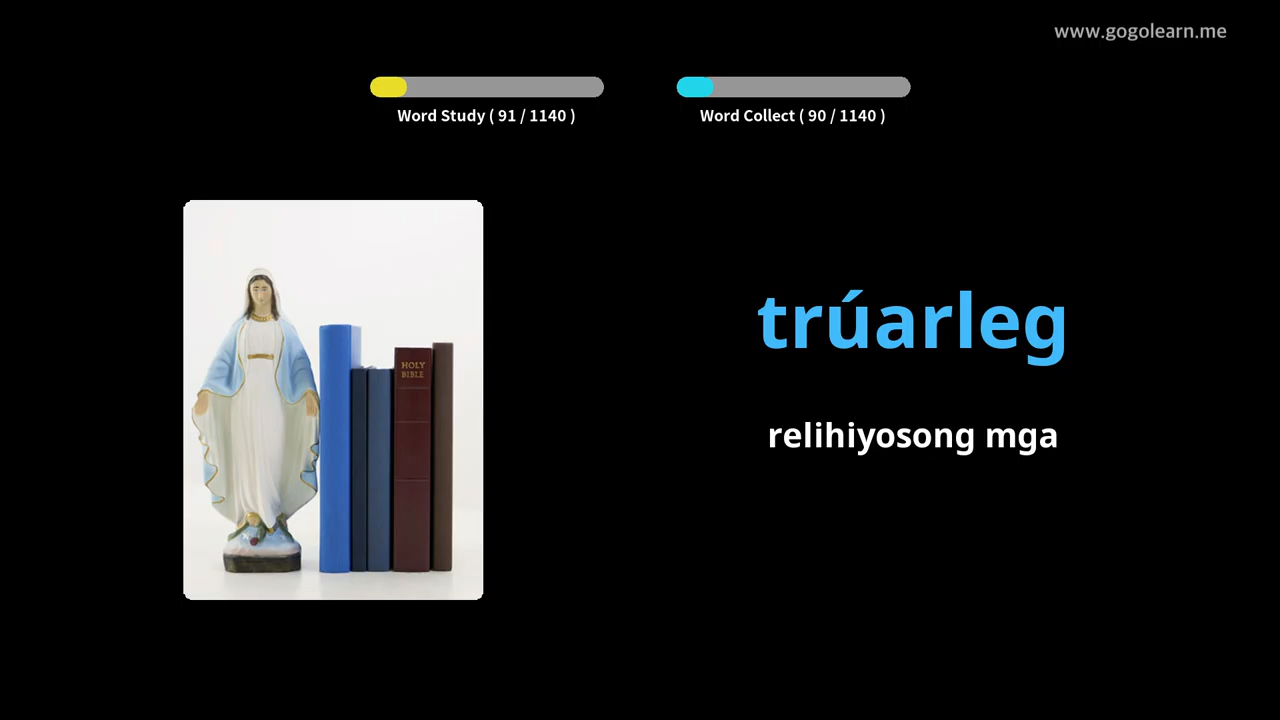 www.gogolearn.me
Word Study ( 91 / 1140 )
Word Collect ( 90 / 1140 )
HOLY
BIBLE
trúarleg
relihiyosong mga